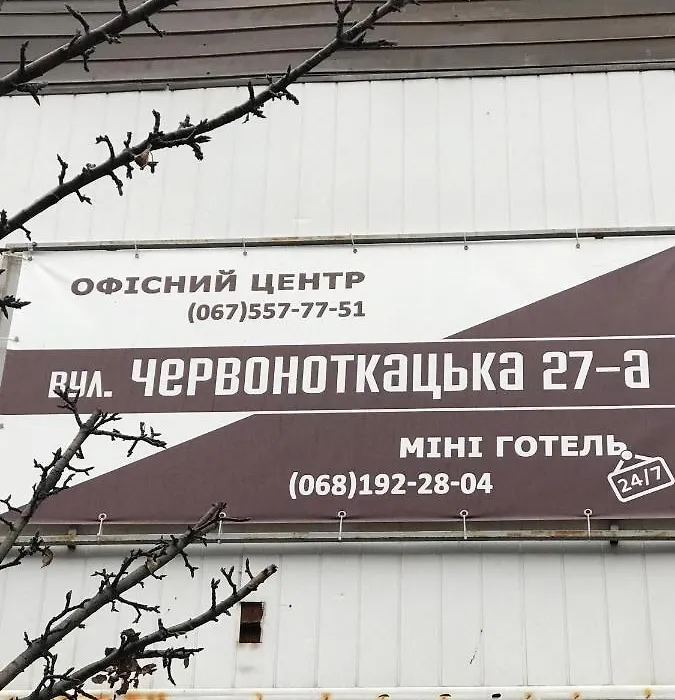 ОФІСНИЙ ЦЕНТР
(067)557-77-51
вул. ЧЕРВОНОТКАЦЬКА 27-а
МІНІ ГОТЕЛЬ
(068)192-28-04
24/7